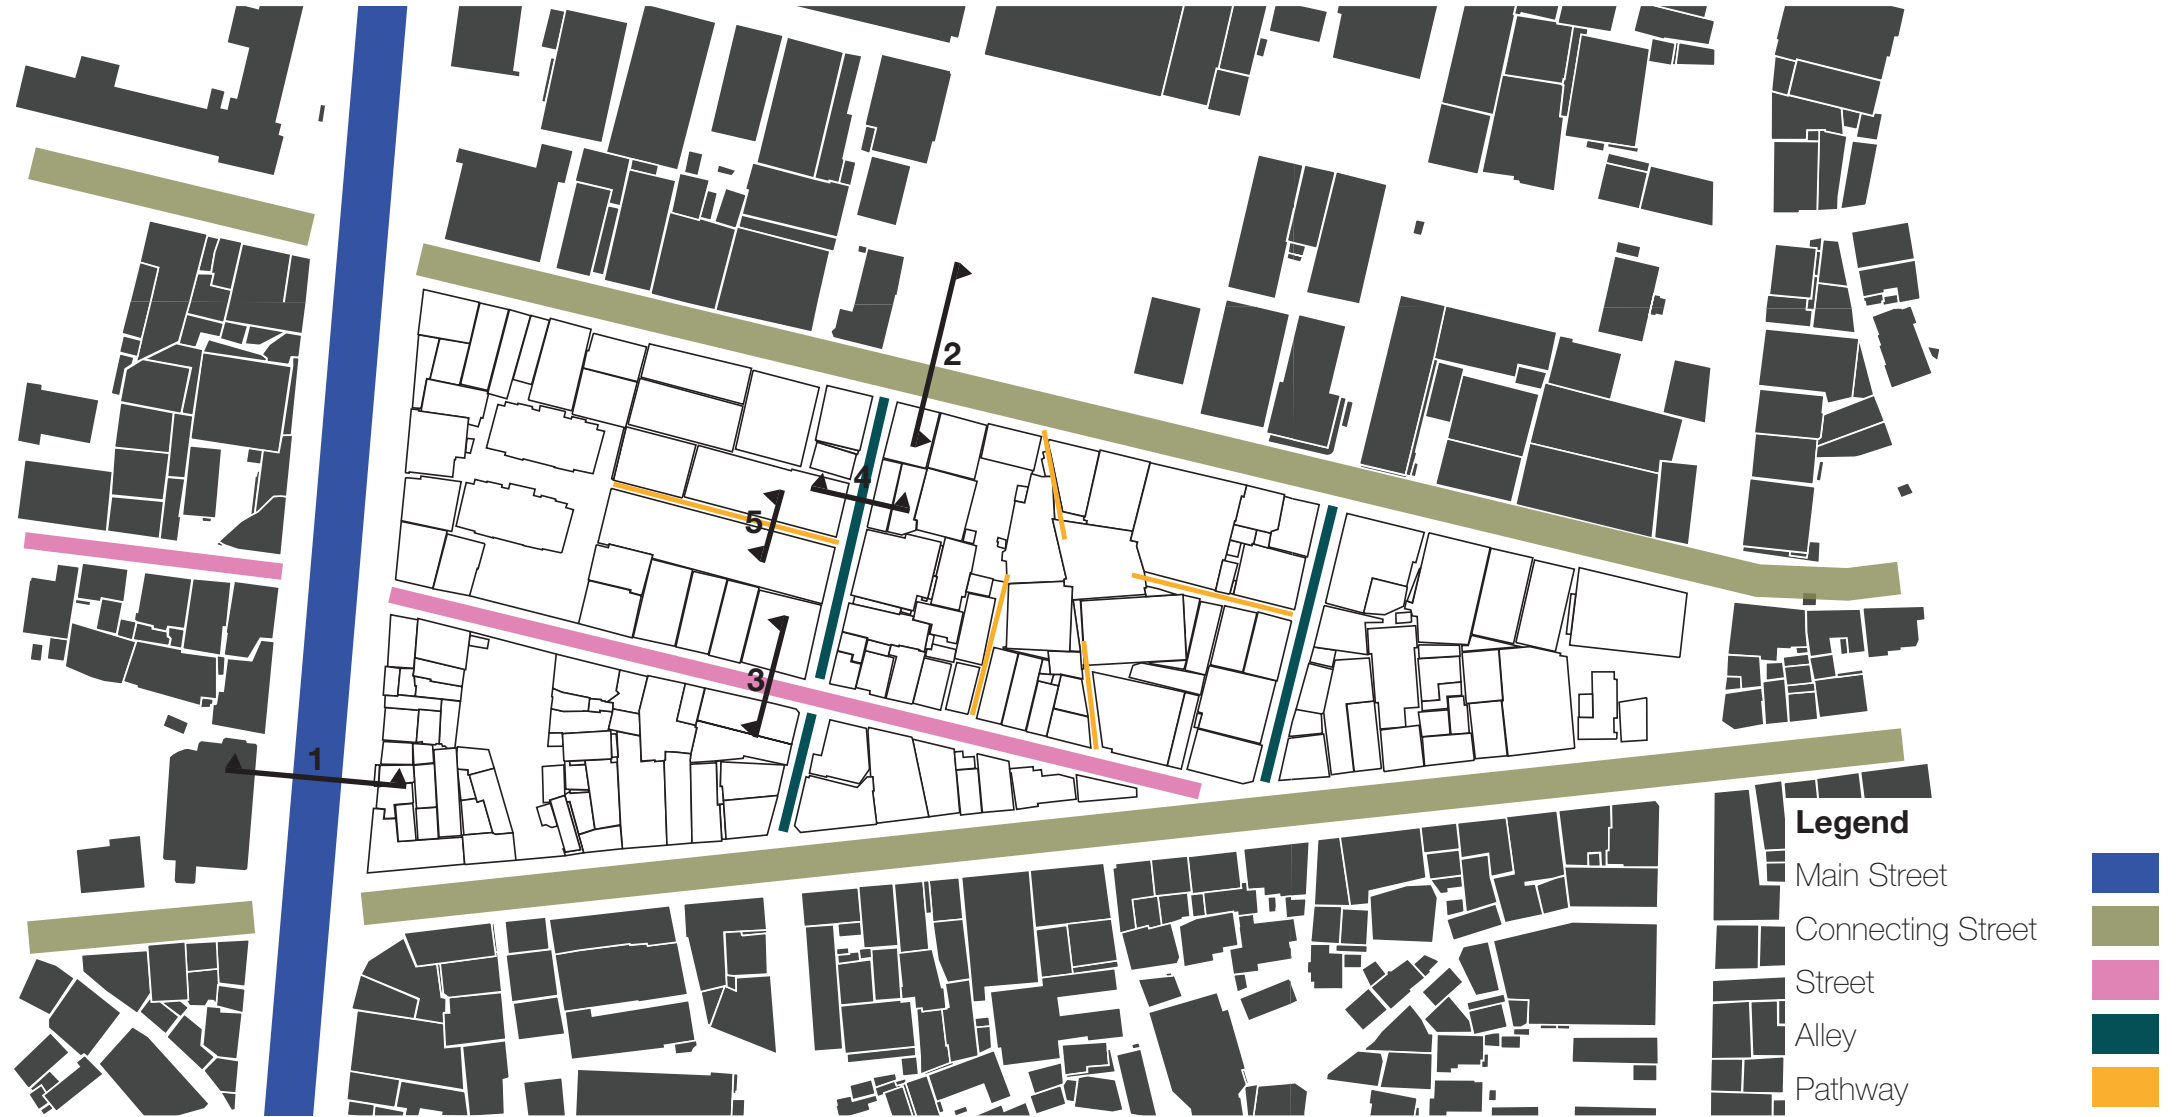 2
4
5
3
1
Legend
Main Street
Connecting Street
Street
Alley
Pathway